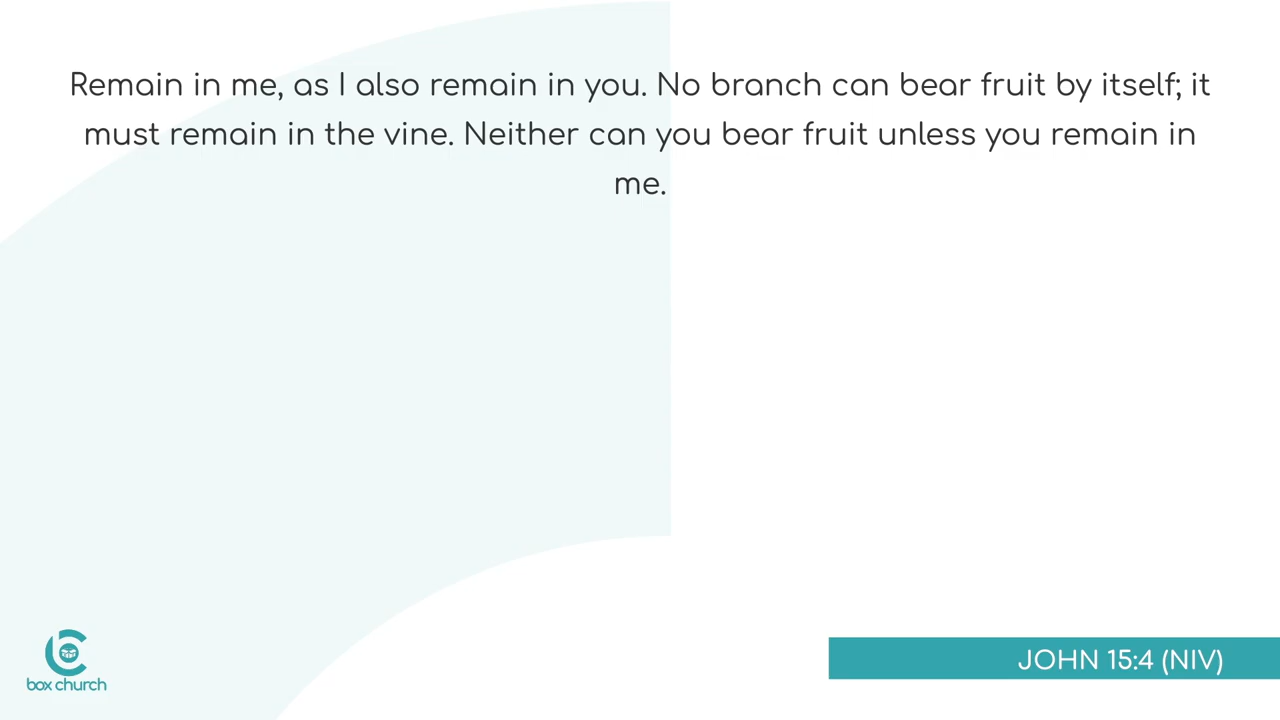 Remain in me, as I also remain in you. No branch can bear fruit by itself; it
must remain in the vine. Neither can you bear fruit unless you remain in
me.
box church
JOHN 15:4 (NIV)